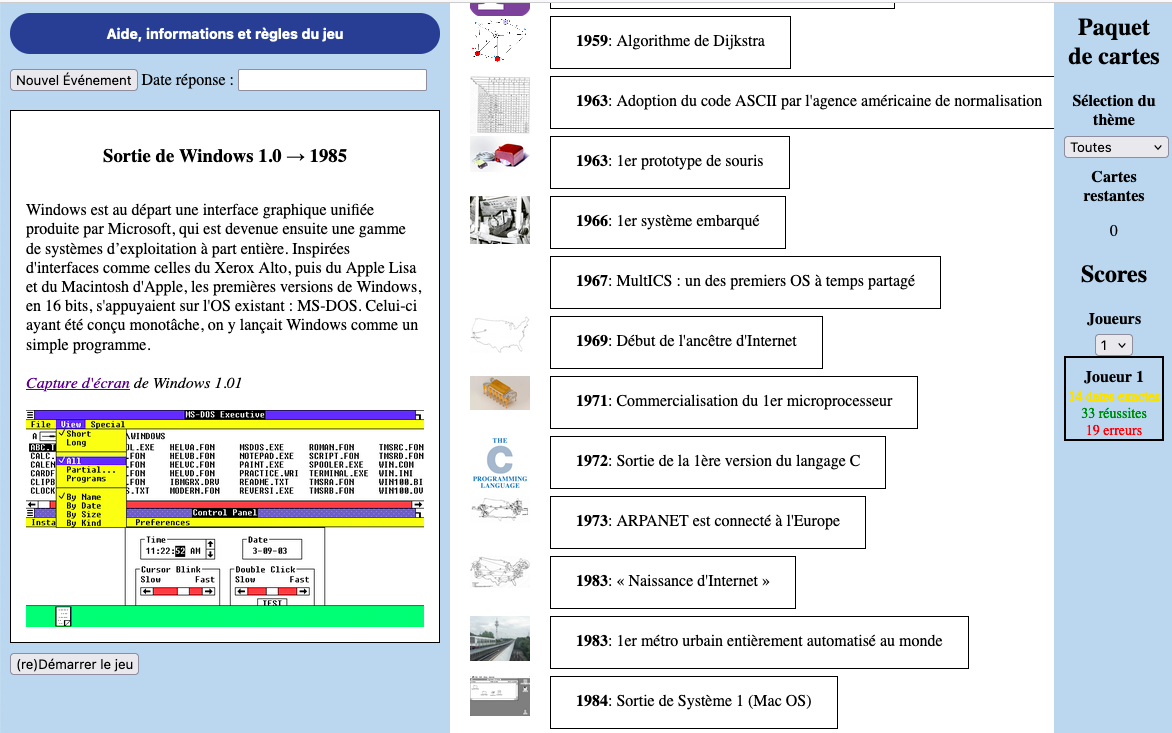 Aide, informations et règles du jeu
Nouvel Événement Date réponse :
Sortie de Windows 1.0 → 1985
Windows est au départ une interface graphique unifiée
produite par Microsoft, qui est devenue ensuite une gamme
de systèmes d’exploitation à part entière. Inspirées
d'interfaces comme celles du Xerox Alto, puis du Apple Lisa
et du Macintosh d'Apple, les premières versions de Windows,
en 16 bits, s'appuyaient sur l'OS existant : MS-DOS. Celui-ci
ayant été conçu monotâche, on y lançait Windows comme un
simple programme.
Capture d'écran de Windows 1.01
MS-DOS Executive
File View Special
Short
Long
All
Partial...
Programs
By Name
By Date
By Size
By Kind
A \WINDOWS
HELVA.FON MSDOS.EXE ROMAN.FON TMSRC.FON
HELVB.FON NOTEPAD.EXE SCRIPT.FON TMSRD.FON
HELVC.FON PAINT.EXE SPOOLER.EXE WIN.COM
HELVD.FON PRACTICE.WRI TERMINAL.EXE WIN.INI
IBMGRX.DRV README.TXT TMSRA.FON WIN100.BI
MODERN.FON REVERSI.EXE TMSRB.FON WIN100.OV
Control Panel
Insta Preferences
Time
11:22:52 AM
Date
3-09-03
Cursor Blink
Slow Fast
Double Click
Slow Fast
TEST
(re)Démarrer le jeu
1959: Algorithme de Dijkstra
1963: Adoption du code ASCII par l'agence américaine de normalisation
1963: 1er prototype de souris
1966: 1er système embarqué
1967: MultICS : un des premiers OS à temps partagé
1969: Début de l'ancêtre d'Internet
1971: Commercialisation du 1er microprocesseur
THE
C
PROGRAMMING
LANGUAGE
1972: Sortie de la 1ère version du langage C
1973: ARPANET est connecté à l'Europe
1983: « Naissance d'Internet »
1983: 1er métro urbain entièrement automatisé au monde
1984: Sortie de Système 1 (Mac OS)
Paquet
de cartes
Sélection du
thème
Toutes
Cartes
restantes
0
Scores
Joueurs
1
Joueur 1
14 dates exactes
33 réussites
19 erreurs